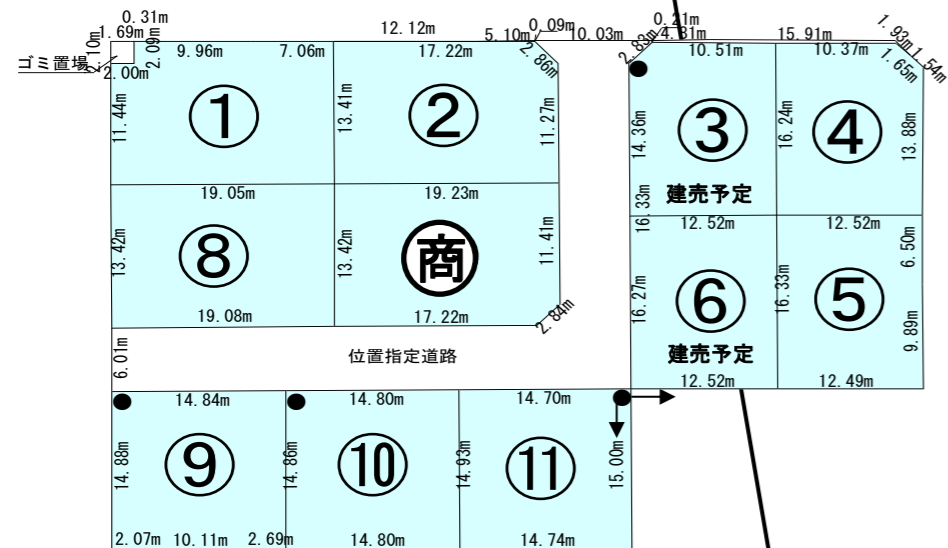 0.31m
12.12m
0.09m
0.21m
1.69m
5.10m
10.03m
2.83m
4.31m
15.91m
1.93m
1.54m
2.10m
2.09m
9.96m
7.06m
17.22m
2.86m
10.51m
10.37m
1.65m
ゴミ置場
2.00m
11.44m
①
13.41m
②
11.27m
14.36m
③
16.24m
④
13.88m
建売予定
19.05m
19.23m
16.33m
12.52m
12.52m
13.42m
⑧
13.42m
商
11.41m
6.50m
16.27m
⑥
16.33m
⑤
9.89m
19.08m
17.22m
2.84m
建売予定
6.01m
位置指定道路
12.52m
12.49m
14.84m
14.80m
14.70m
14.88m
⑨
14.86m
⑩
14.93m
⑪
15.00m
2.07m
10.11m
2.69m
14.80m
14.74m